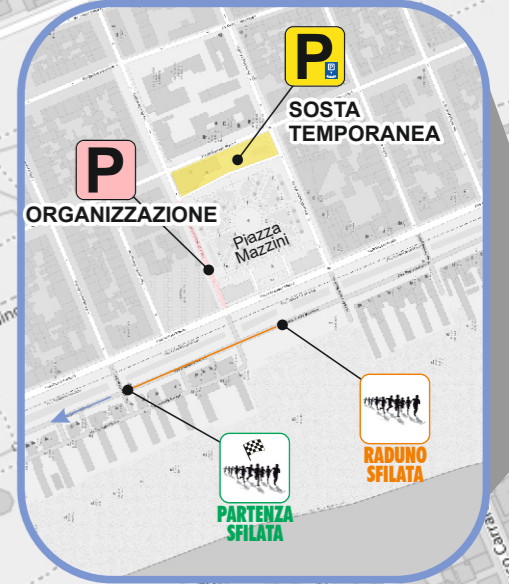 P
SOSTA
TEMPORANEA
P
ORGANIZZAZIONE
Piazza
Mazzini
RADUNO
SFILATA
PARTENZA
SFILATA